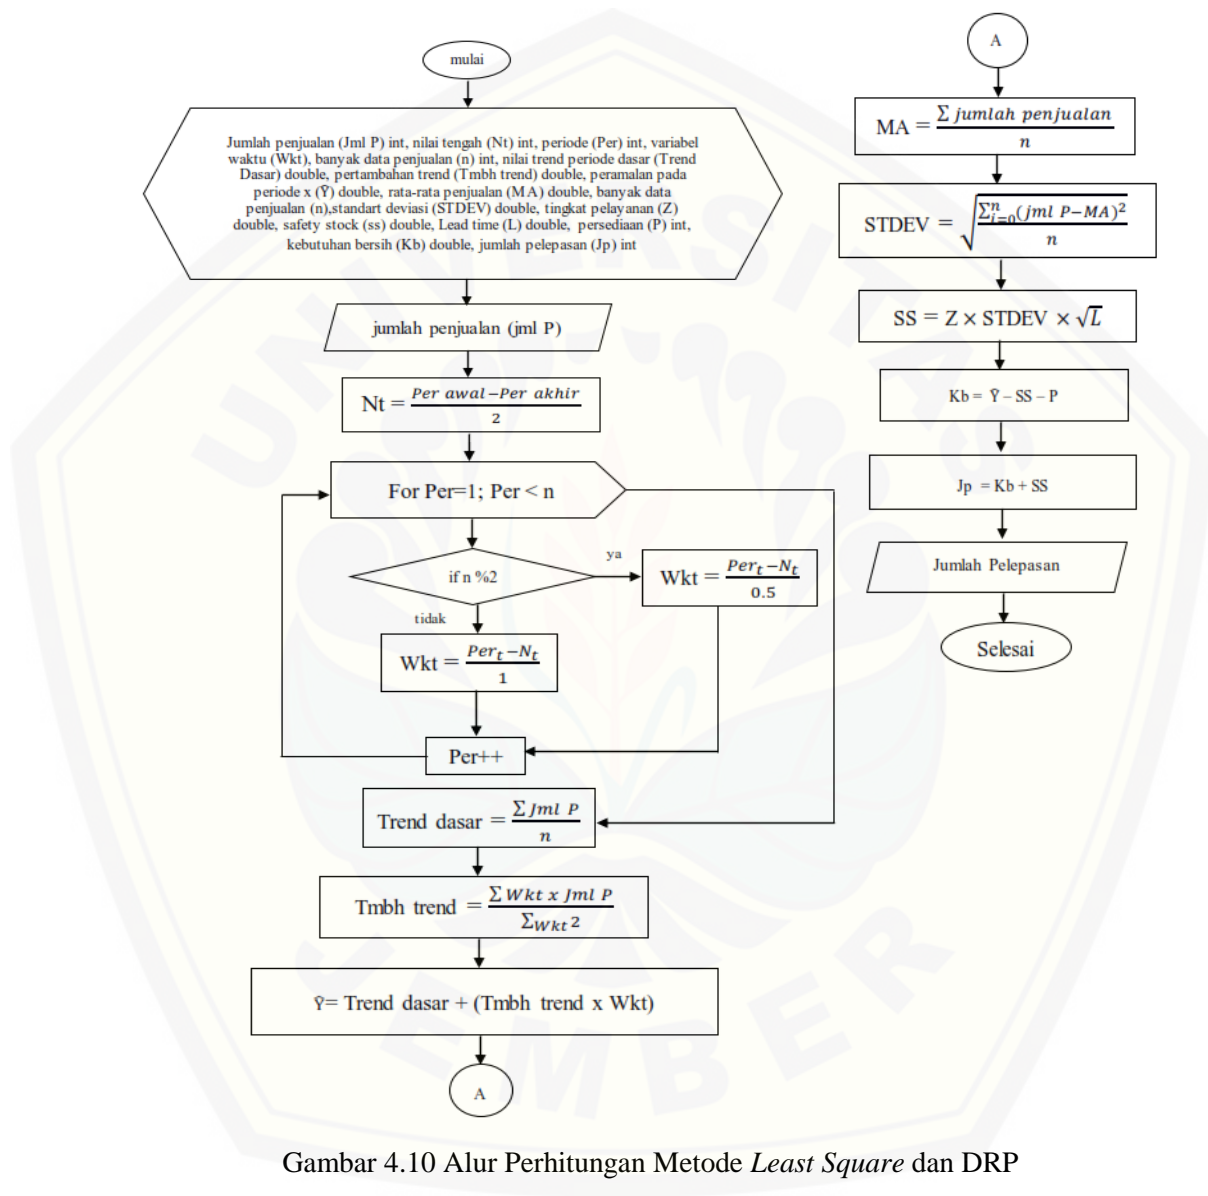 mulai
Jumlah penjualan (Jml P) int, nilai tengah (Nt) int, periode (Per) int, variabel
waktu (Wkt), banyak data penjualan (n) int, nilai trend periode dasar (Trend
Dasar) double, pertambahan trend (Tmbh trend) double, peramalan pada
periode x (Ŷ) double, rata-rata penjualan (MA) double, banyak data
penjualan (n),standart deviasi (STDEV) double, tingkat pelayanan (Z)
double, safety stock (ss) double, Lead time (L) double, persediaan (P) int,
kebutuhan bersih (Kb) double, jumlah pelepasan (Jp) int
jumlah penjualan (jml P)
Nt = (Per awal−Per akhir)/2
For Per=1; Per < n
if n %2
ya
Wkt = (Per_t −N_t)/0.5
tidak
Wkt = (Per_t −N_t)/1
Per++
Trend dasar = (∑ Jml P)/n
Tmbh trend = (∑ Wkt x Jml P)/(∑_Wkt 2)
Ŷ= Trend dasar + (Tmbh trend x Wkt)
A
A
MA = (∑ jumlah penjualan)/n
STDEV = √((∑_{i=0}^{n}(jml P−MA)²)/n)
SS = Z × STDEV × √L
Kb = Ŷ – SS – P
Jp = Kb + SS
Jumlah Pelepasan
Selesai
UNIVERSITAS
JEMBER
Gambar 4.10 Alur Perhitungan Metode Least Square dan DRP